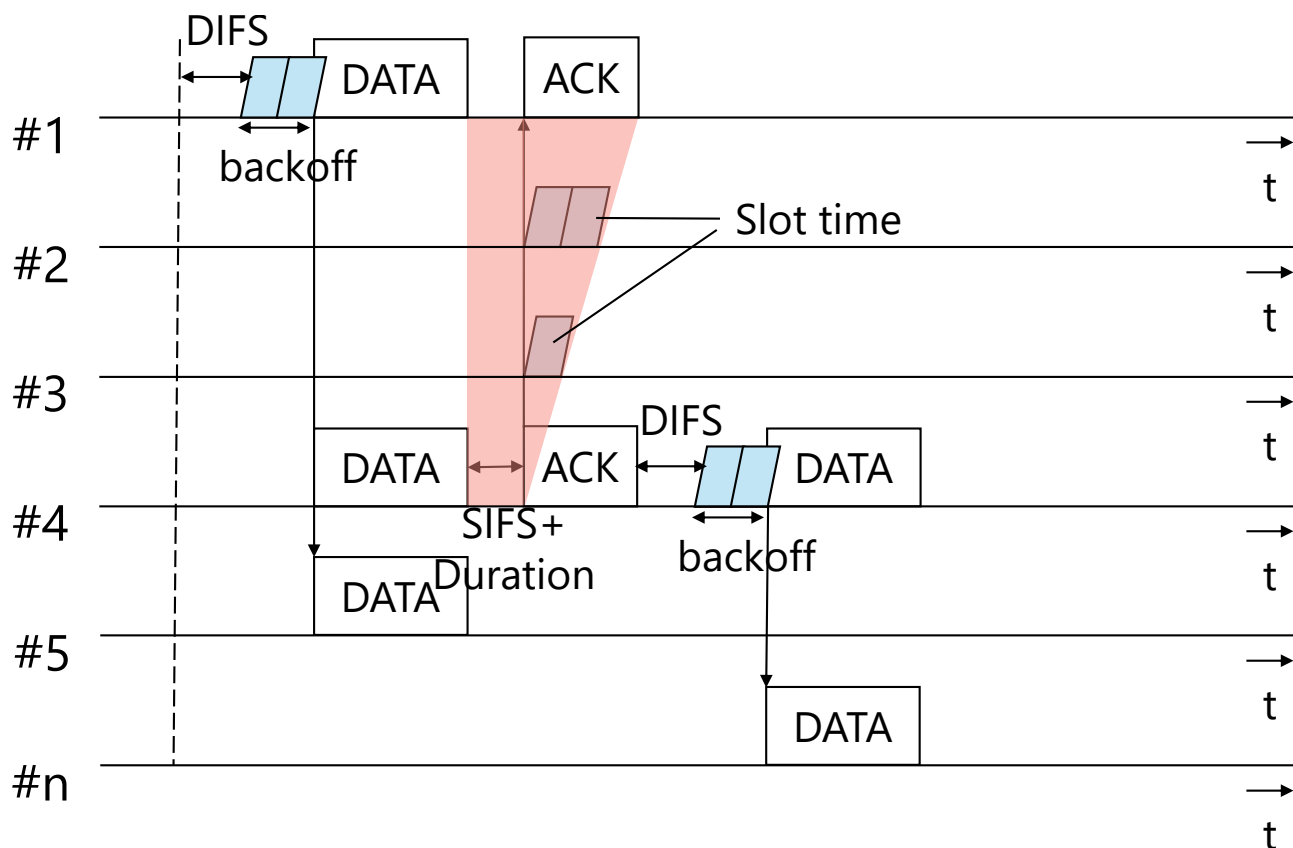 DIFS
DATA
ACK
#1
backoff
t
Slot time
#2
t
#3
DIFS
t
DATA
ACK
DATA
#4
SIFS+
Duration
backoff
t
DATA
#5
t
DATA
#n
t